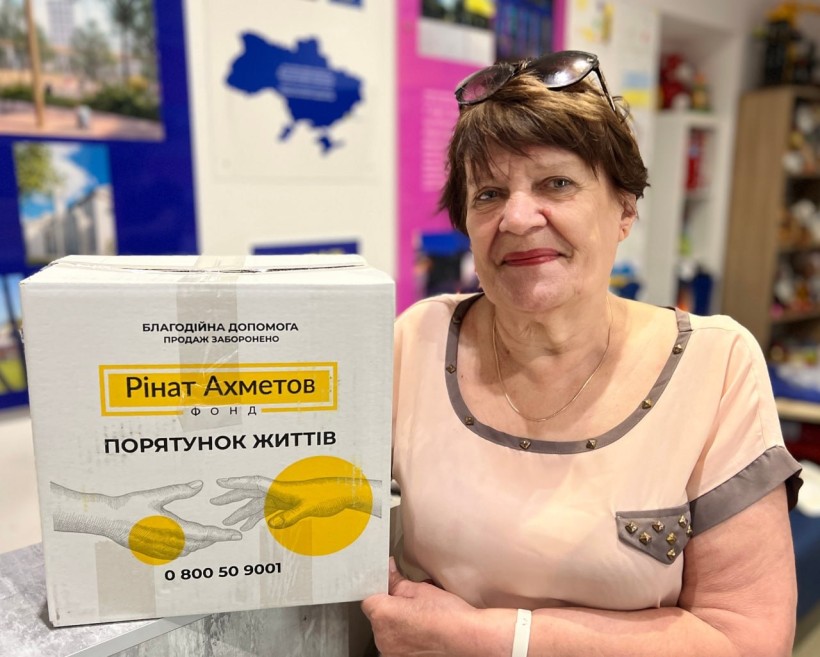 БЛАГОДІЙНА ДОПОМОГА
ПРОДАЖ ЗАБОРОНЕНО
Рінат Ахметов
ФОНД
ПОРЯТУНОК ЖИТТІВ
0 800 50 9001